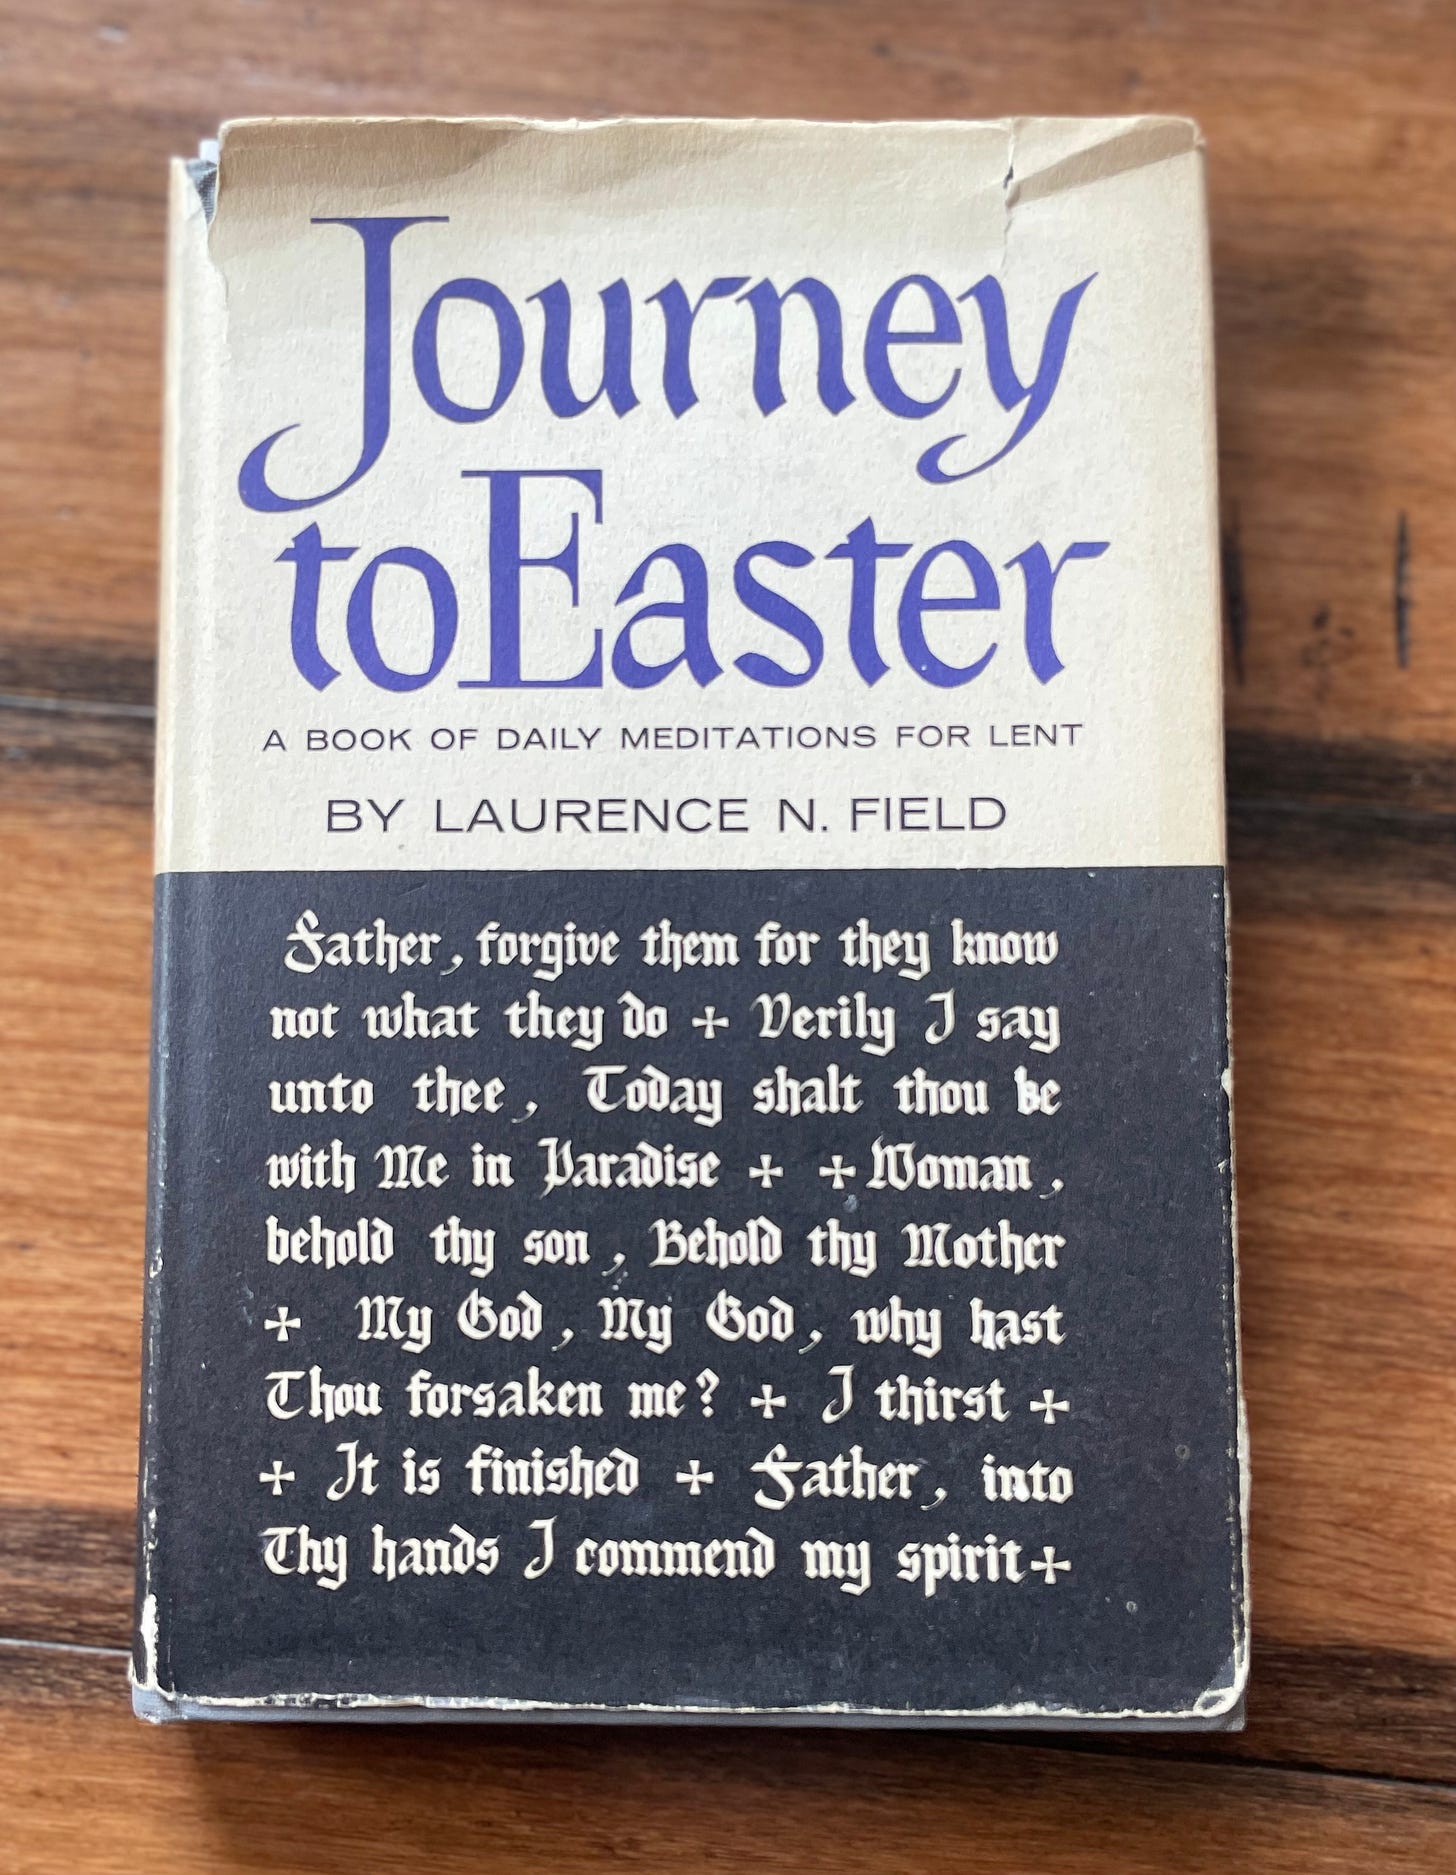 Journey
to Easter
A BOOK OF DAILY MEDITATIONS FOR LENT
BY LAURENCE N. FIELD
Father, forgive them for they know
not what they do + Verily I say
unto thee, Today shalt thou be
with Me in Paradise + + Woman,
behold thy son, Behold thy Mother
+ My God, My God, why hast
Thou forsaken me? + I thirst +
+ It is finished + Father, into
Thy hands I commend my spirit +